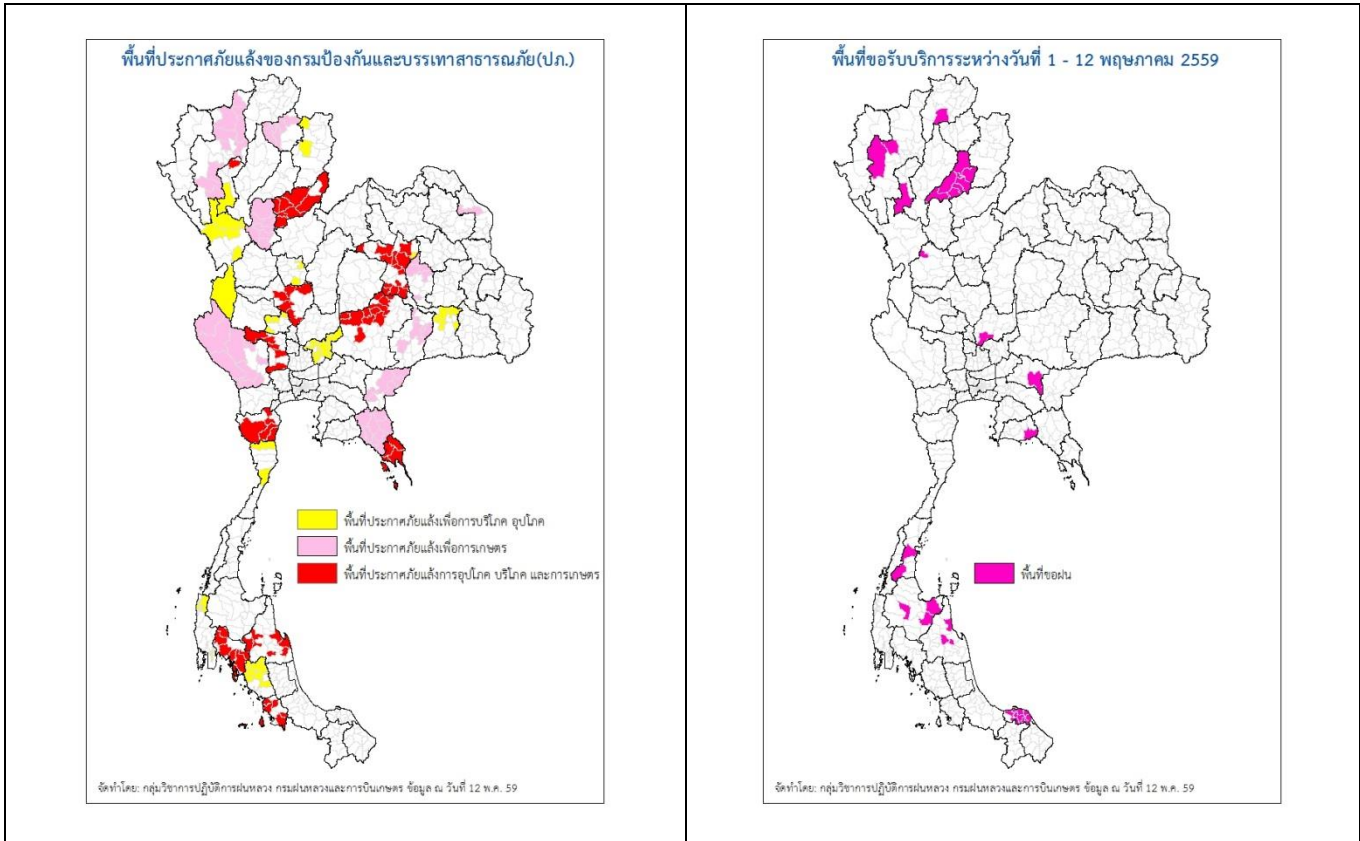 พื้นที่ประกาศภัยแล้งของกรมป้องกันและบรรเทาสาธารณภัย(ปภ.)
พื้นที่ประกาศภัยแล้งเพื่อการบริโภค อุปโภค
พื้นที่ประกาศภัยแล้งเพื่อการเกษตร
พื้นที่ประกาศภัยแล้งการอุปโภค บริโภค และการเกษตร
จัดทำโดย: กลุ่มวิชาการปฏิบัติการฝนหลวง กรมฝนหลวงและการบินเกษตร ข้อมูล ณ วันที่ 12 พ.ค. 59
พื้นที่ขอรับบริการระหว่างวันที่ 1 - 12 พฤษภาคม 2559
พื้นที่ขอฝน
จัดทำโดย: กลุ่มวิชาการปฏิบัติการฝนหลวง กรมฝนหลวงและการบินเกษตร ข้อมูล ณ วันที่ 12 พ.ค. 59